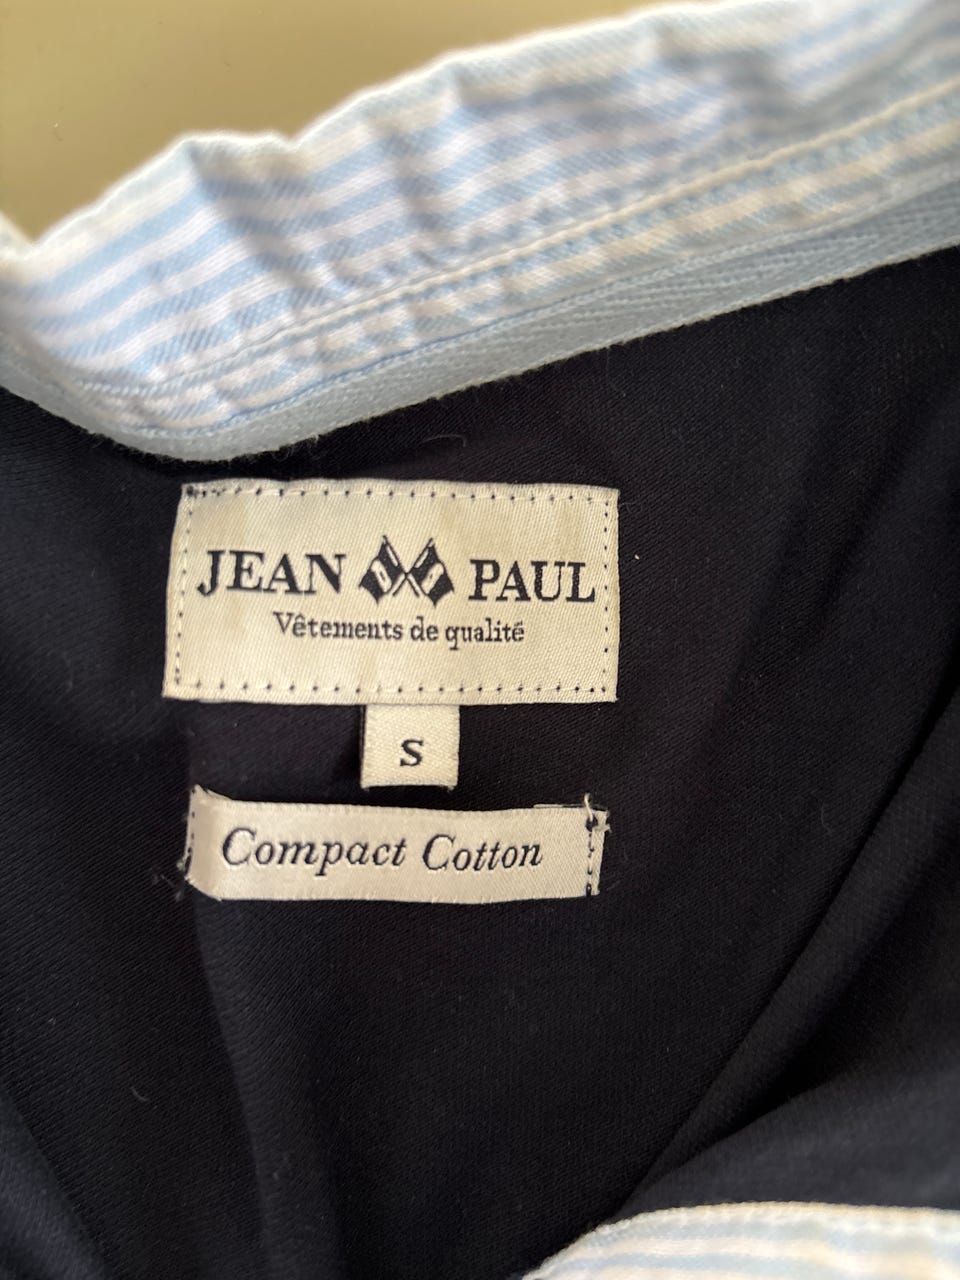 JEAN PAUL
Vêtements de qualité
S
Compact Cotton